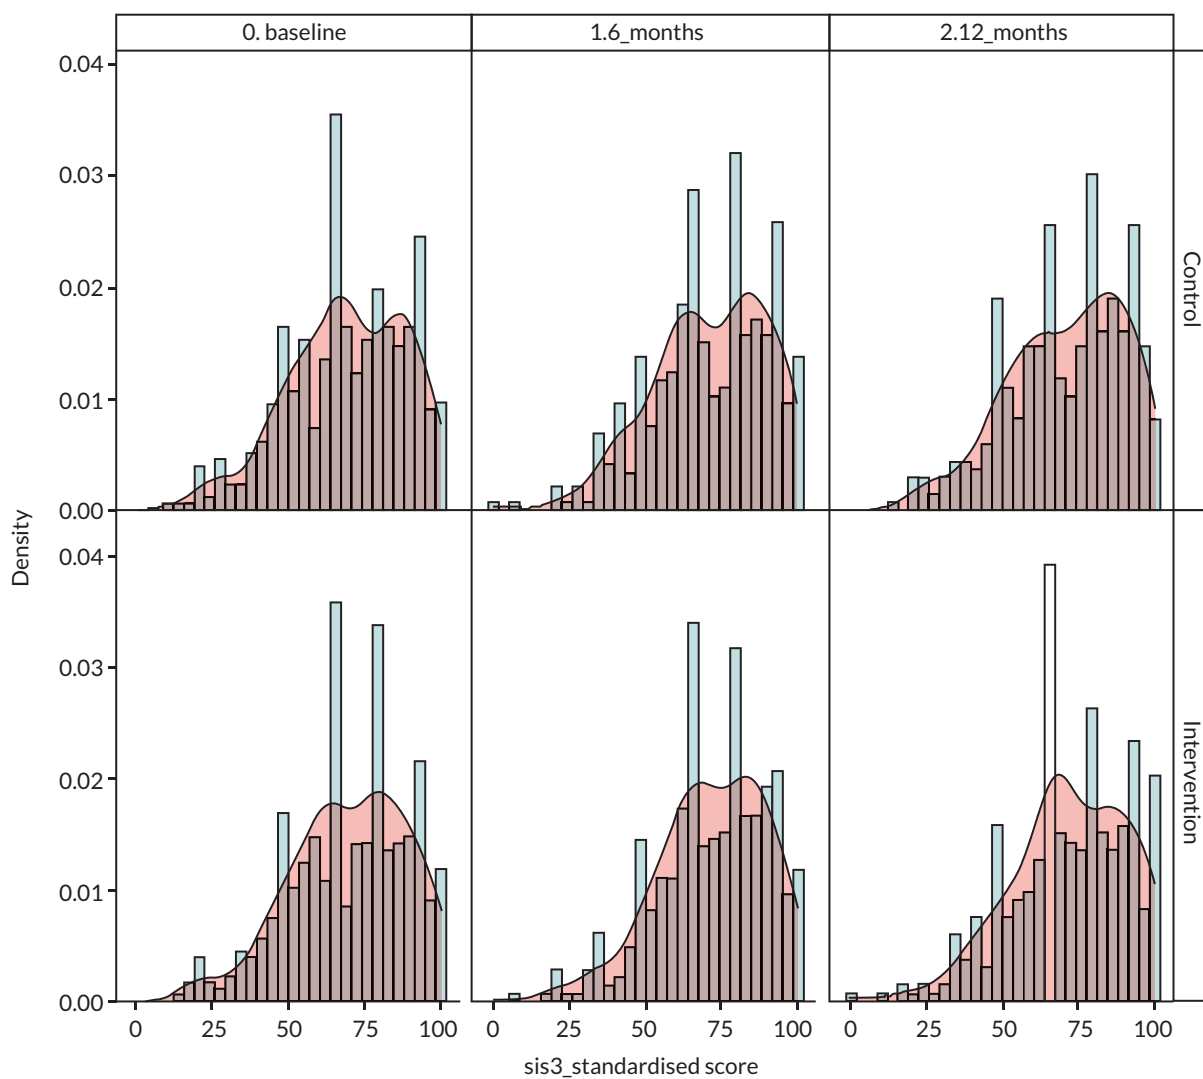 0. baseline
1.6_months
2.12_months
0.04
0.03
0.02
0.01
0.00
Control
Density
0.04
0.03
0.02
0.01
0.00
Intervention
0 25 50 75 100
0 25 50 75 100
0 25 50 75 100
sis3_standardised score